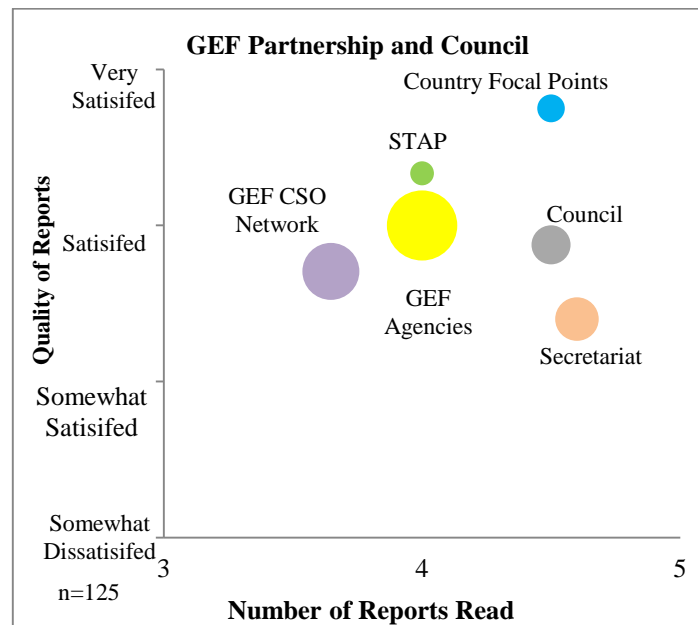 GEF Partnership and Council
Very
Satisifed
Country Focal Points
STAP
GEF CSO
Network
Council
Satisifed
Quality of Reports
GEF
Agencies
Secretariat
Somewhat
Satisifed
Somewhat
Dissatisifed
3
4
5
n=125
Number of Reports Read